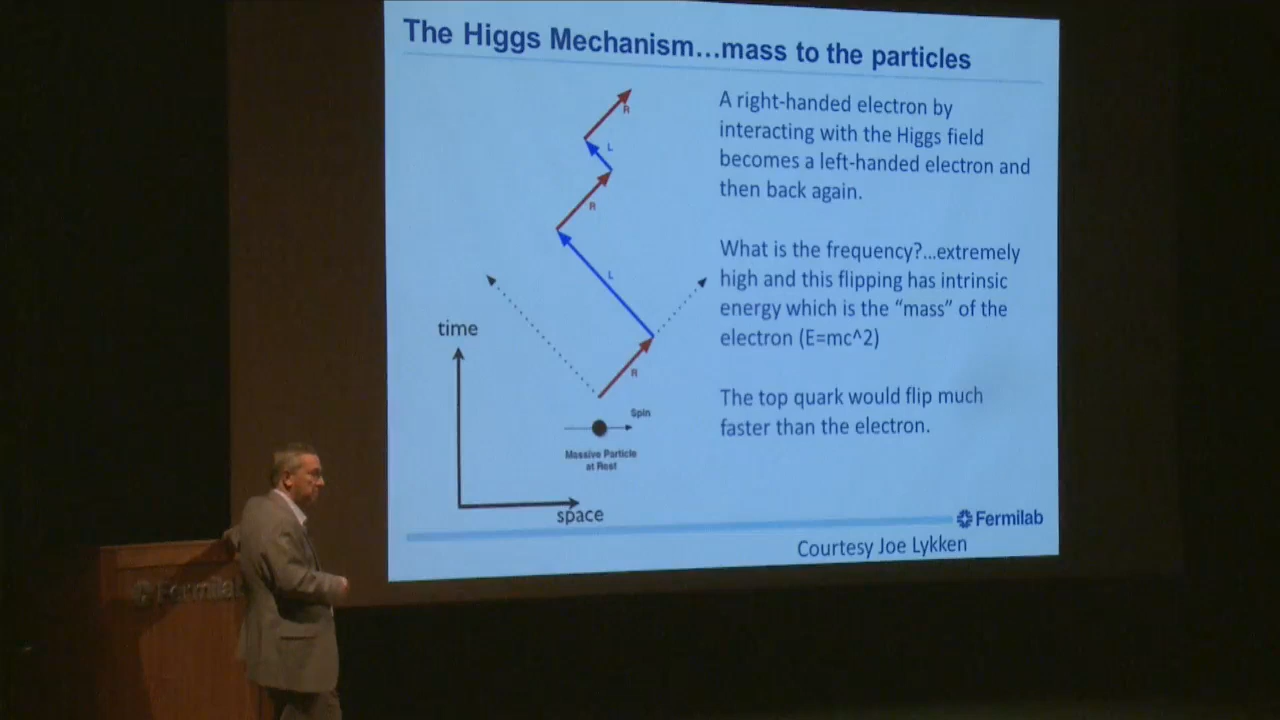 The Higgs Mechanism...mass to the particles
A right-handed electron by
interacting with the Higgs field
becomes a left-handed electron and
then back again.
What is the frequency?...extremely
high and this flipping has intrinsic
energy which is the “mass” of the
electron (E=mc^2)
The top quark would flip much
faster than the electron.
R
L
R
L
R
time
space
Spin
Massive Particle
at Rest
Fermilab
Courtesy Joe Lykken
Fermilab